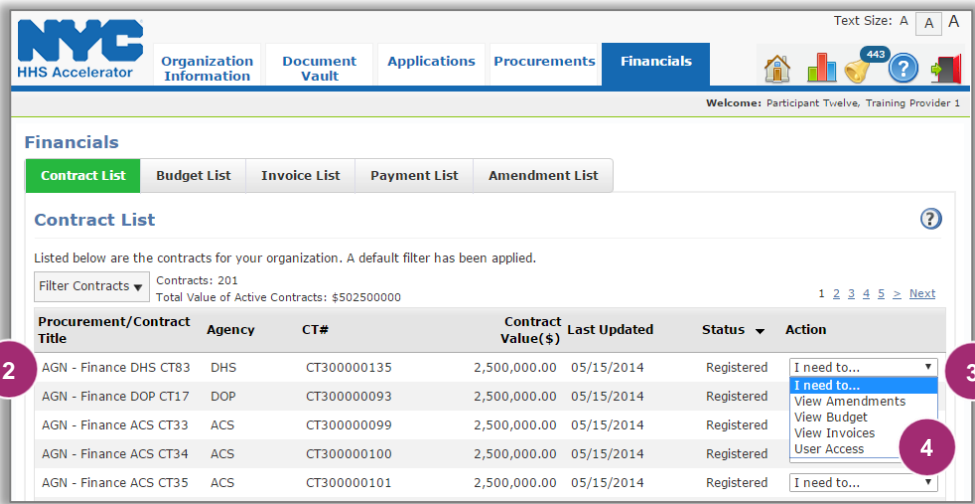 Text Size: A A A
NYC
HHS Accelerator
Organization Information
Document Vault
Applications
Procurements
Financials
443
?
Welcome: Participant Twelve, Training Provider 1
Financials
Contract List Budget List Invoice List Payment List Amendment List
Contract List ?
Listed below are the contracts for your organization. A default filter has been applied.
Filter Contracts ▼
Contracts: 201
Total Value of Active Contracts: $502500000
1 2 3 4 5 > Next
Procurement/Contract Title Agency CT# Contract Value($) Last Updated Status ▼ Action
2 AGN - Finance DHS CT83 DHS CT300000135 2,500,000.00 05/15/2014 Registered I need to... ▼ 3
I need to...
AGN - Finance DOP CT17 DOP CT300000093 2,500,000.00 05/15/2014 Registered View Amendments
View Budget
AGN - Finance ACS CT33 ACS CT300000099 2,500,000.00 05/15/2014 Registered View Invoices
User Access 4
AGN - Finance ACS CT34 ACS CT300000100 2,500,000.00 05/15/2014 Registered
AGN - Finance ACS CT35 ACS CT300000101 2,500,000.00 05/15/2014 Registered I need to... ▼